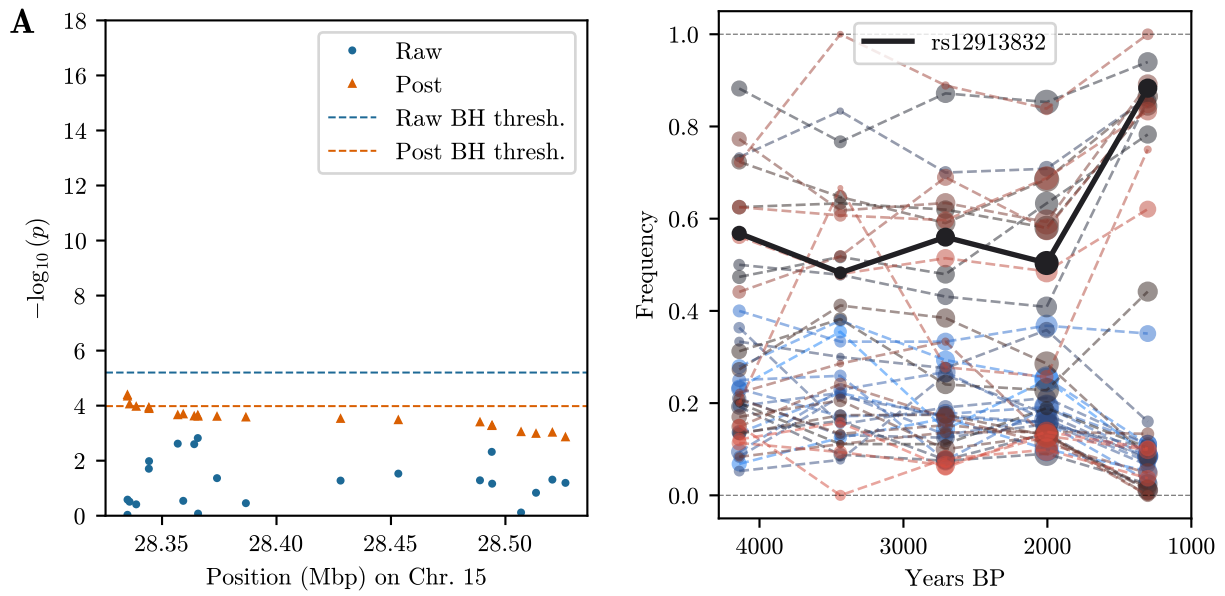 A
18
16
14
12
10
8
6
4
2
0
−log₁₀ (p)
Raw
Post
Raw BH thresh.
Post BH thresh.
28.35 28.40 28.45 28.50
Position (Mbp) on Chr. 15
1.0
0.8
0.6
0.4
0.2
0.0
Frequency
rs12913832
4000 3000 2000 1000
Years BP